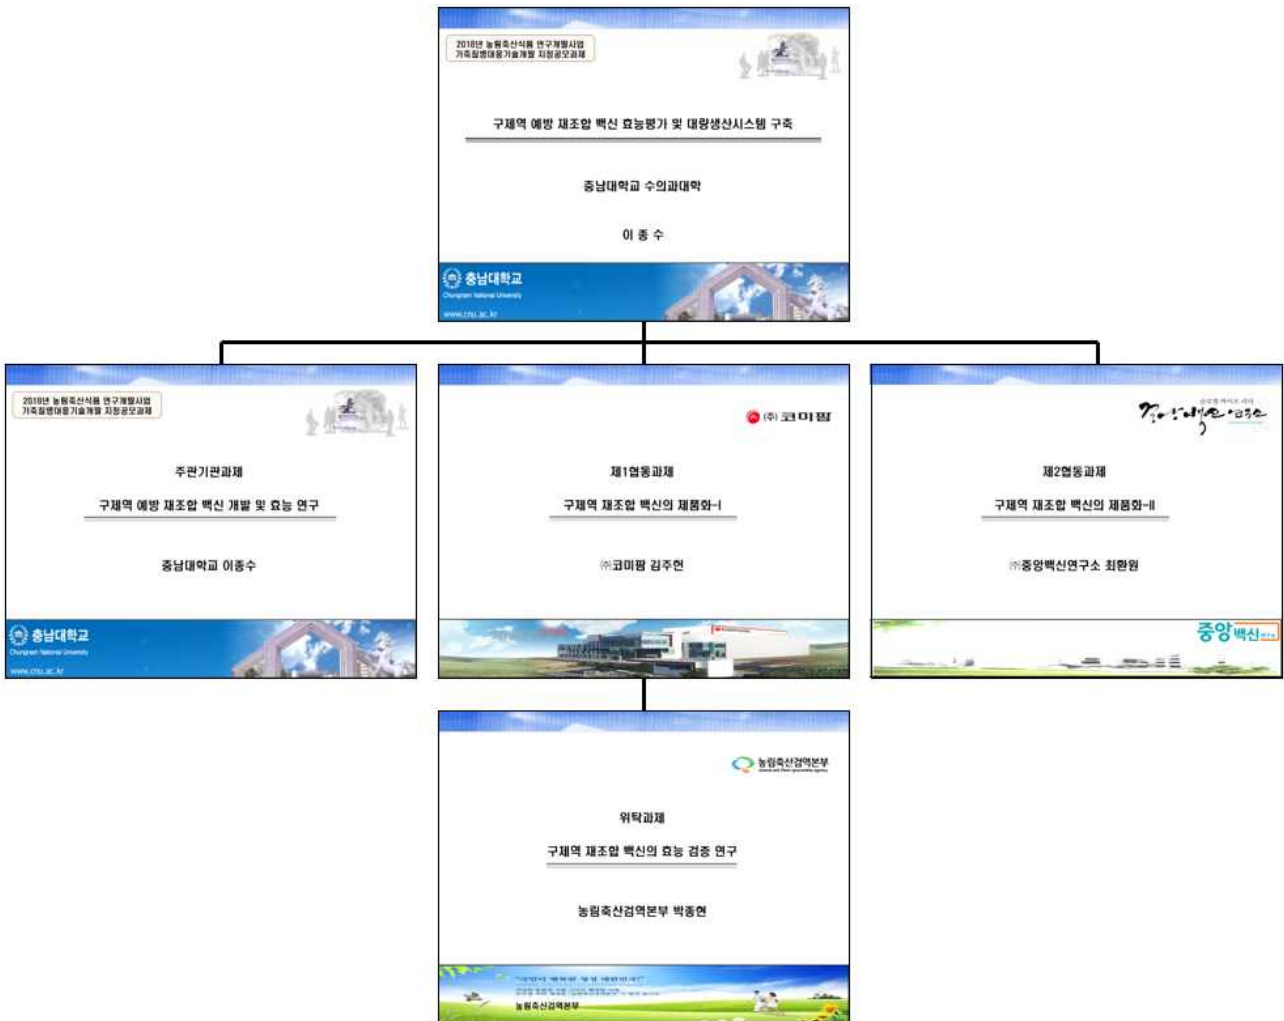 2018년 농림축산식품 연구개발사업
가축질병대응기술개발 지정공모과제
구제역 예방 재조합 백신 효능평가 및 대량생산시스템 구축
충남대학교 수의과대학
이 종 수
충남대학교
Chungnam National University
www.cnu.ac.kr
2018년 농림축산식품 연구개발사업
가축질병대응기술개발 지정공모과제
주관기관과제
구제역 예방 재조합 백신 개발 및 효능 연구
충남대학교 이종수
충남대학교
Chungnam National University
www.cnu.ac.kr
㈜ 코미팜
제1협동과제
구제역 재조합 백신의 제품화-I
㈜코미팜 김주헌
중앙백신연구소
제2협동과제
구제역 재조합 백신의 제품화-II
㈜중앙백신연구소 최환원
중앙백신연구소
농림축산검역본부
위탁과제
구제역 재조합 백신의 효능 검증 연구
농림축산검역본부 박종현
농림축산검역본부